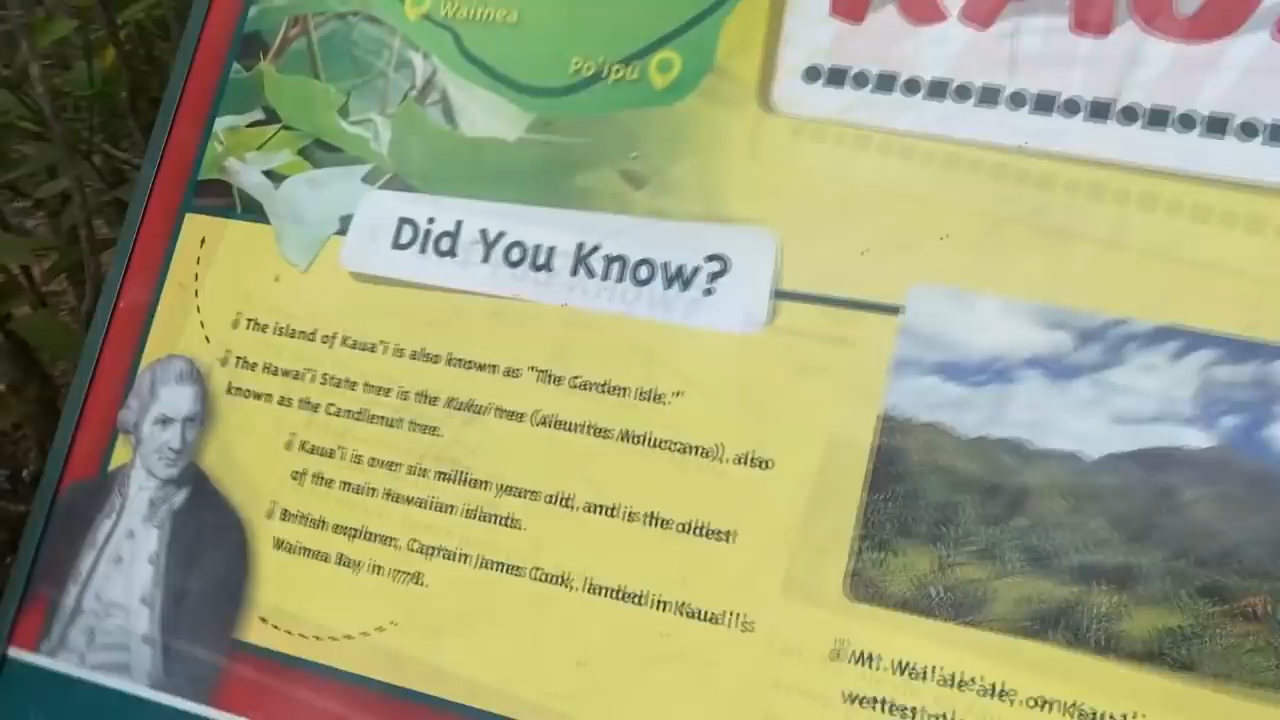 Waimea
Po'ipu
KAU
Did You Know?
The island of Kaua'i is also known as "The Garden Isle."
The Hawai'i State tree is the Kukui tree (Aleurites Moluccana), also
known as the Candlenut tree.
Kaua'i is over six million years old, and is the oldest
of the main Hawaiian islands.
British explorer, Captain James Cook, landed in Kauai's
Waimea Bay in 1778.
Mt. Wai'ale'ale, on Kaua'i
wettest